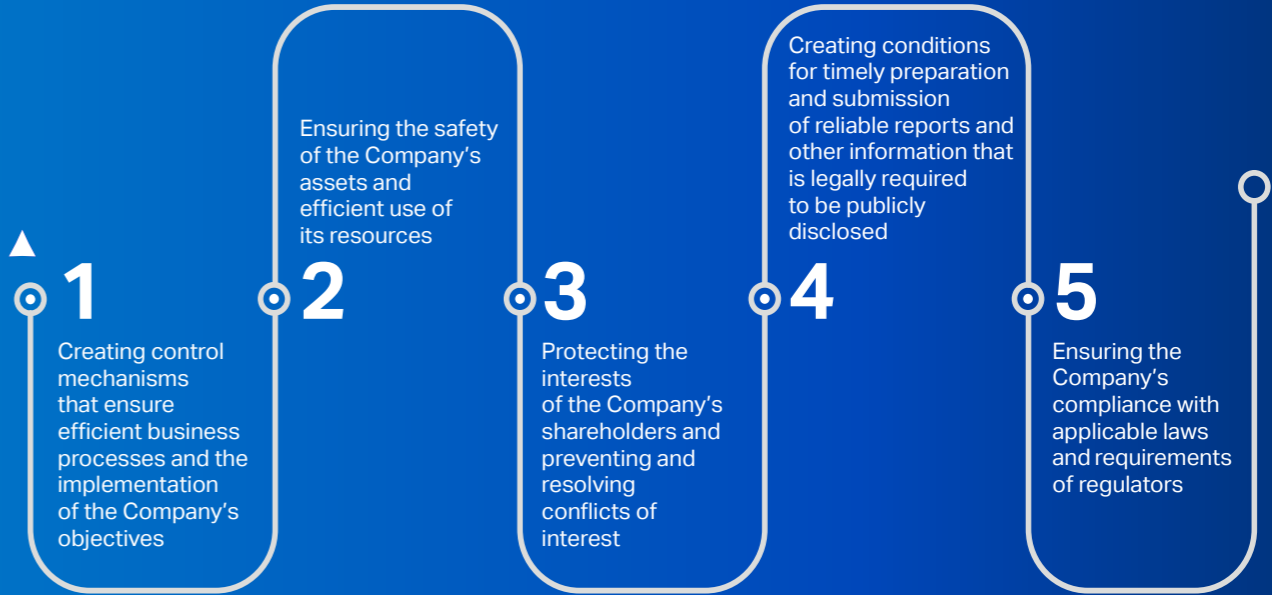 1
Creating control
mechanisms
that ensure
efficient business
processes and the
implementation
of the Company's
objectives
Ensuring the safety
of the Company's
assets and
efficient use of
its resources
2
3
Protecting the
interests
of the Company's
shareholders and
preventing and
resolving
conflicts of
interest
Creating conditions
for timely preparation
and submission
of reliable reports and
other information that
is legally required
to be publicly
disclosed
4
5
Ensuring the
Company's
compliance with
applicable laws
and requirements
of regulators